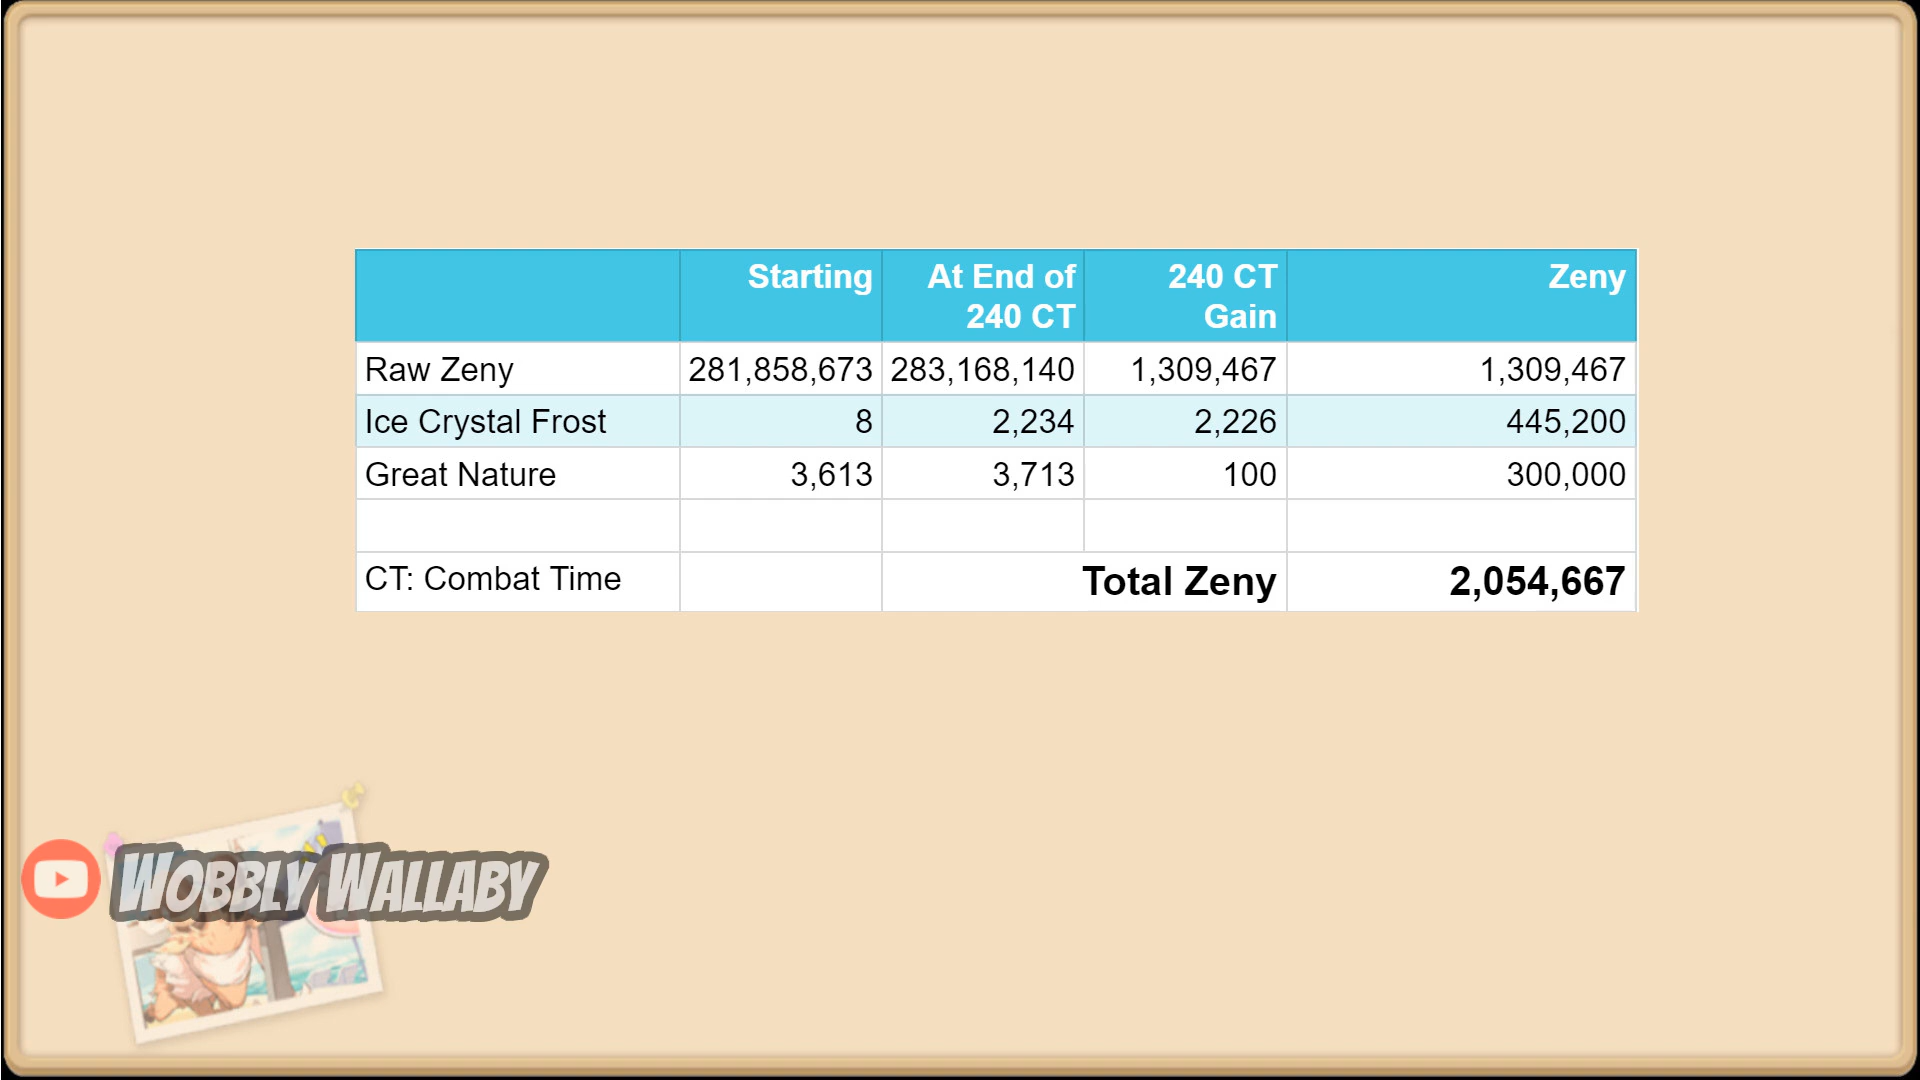 Starting At End of 240 CT 240 CT Gain Zeny
Raw Zeny 281,858,673 283,168,140 1,309,467 1,309,467
Ice Crystal Frost 8 2,234 2,226 445,200
Great Nature 3,613 3,713 100 300,000
CT: Combat Time Total Zeny 2,054,667
WOBBLY WALLABY